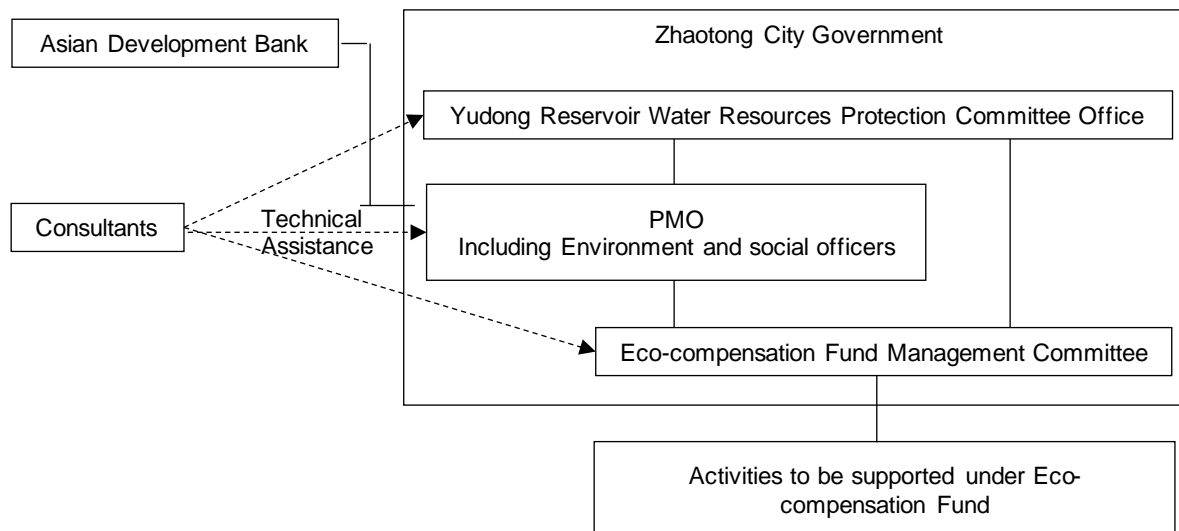 Asian Development Bank
Zhaotong City Government
Yudong Reservoir Water Resources Protection Committee Office
Consultants
Technical
Assistance
PMO
Including Environment and social officers
Eco-compensation Fund Management Committee
Activities to be supported under Eco-
compensation Fund